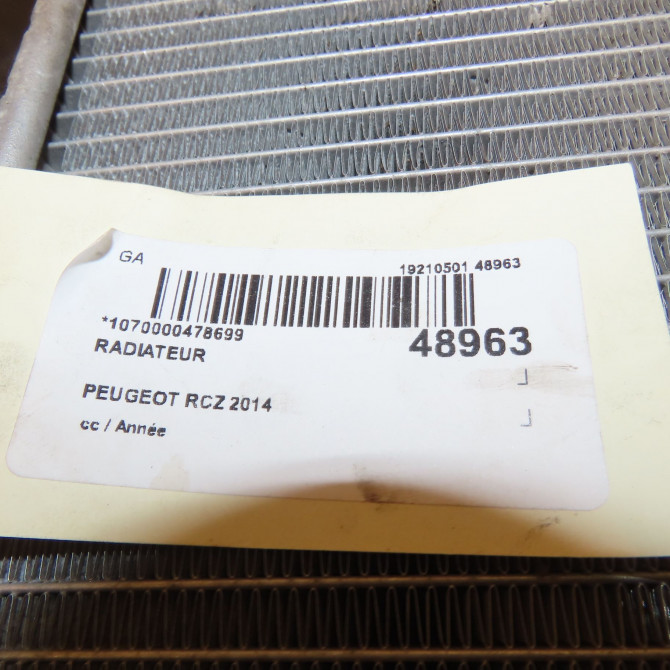 GA
19210501 48963
*1070000478699
48963
RADIATEUR
PEUGEOT RCZ 2014
cc / Année